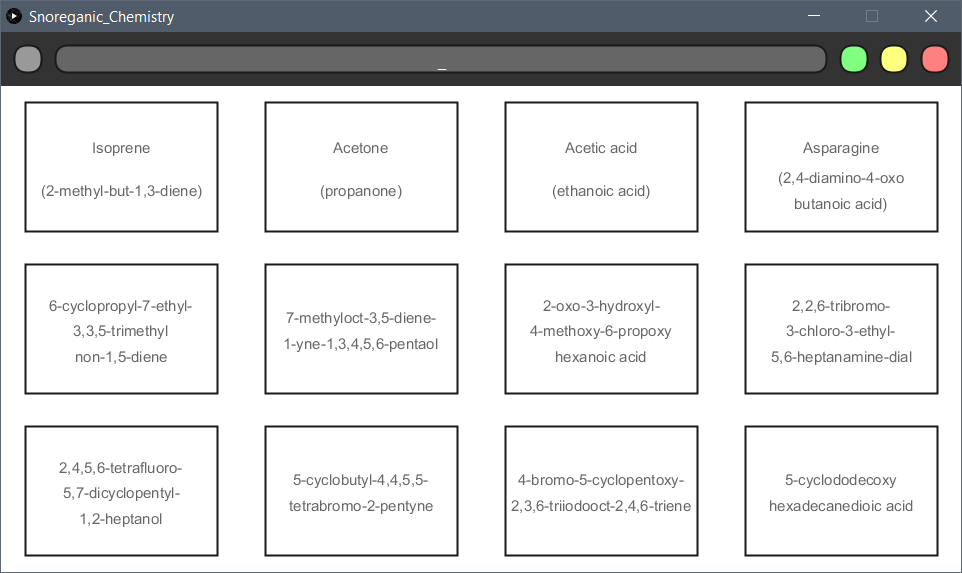 Snoreganic_Chemistry
_
Isoprene
(2-methyl-but-1,3-diene)
Acetone
(propanone)
Acetic acid
(ethanoic acid)
Asparagine
(2,4-diamino-4-oxo
butanoic acid)
6-cyclopropyl-7-ethyl-
3,3,5-trimethyl
non-1,5-diene
7-methyloct-3,5-diene-
1-yne-1,3,4,5,6-pentaol
2-oxo-3-hydroxyl-
4-methoxy-6-propoxy
hexanoic acid
2,2,6-tribromo-
3-chloro-3-ethyl-
5,6-heptanamine-dial
2,4,5,6-tetrafluoro-
5,7-dicyclopentyl-
1,2-heptanol
5-cyclobutyl-4,4,5,5-
tetrabromo-2-pentyne
4-bromo-5-cyclopentoxy-
2,3,6-triiodooct-2,4,6-triene
5-cyclododecoxy
hexadecanedioic acid